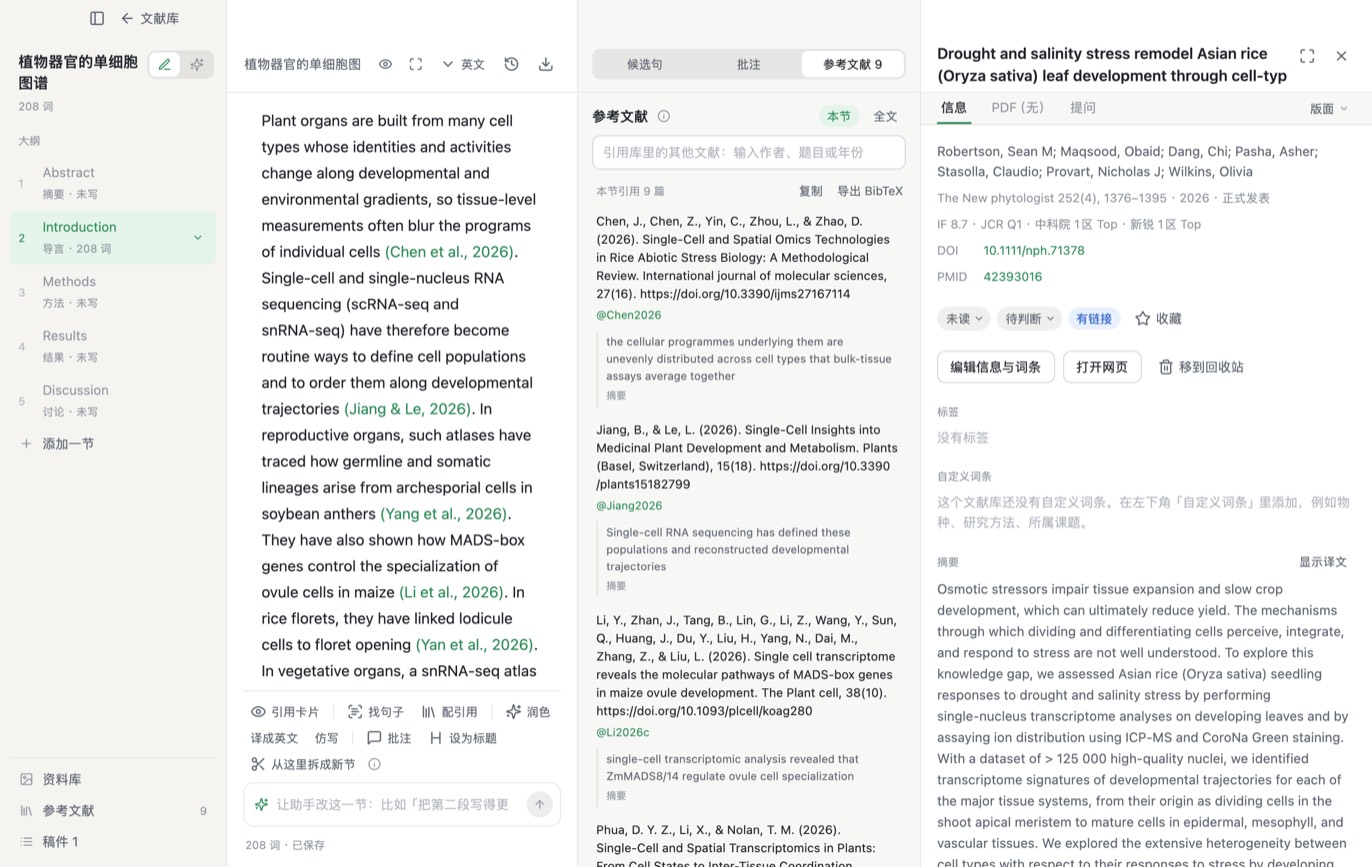 文献库
植物器官的单细胞
图谱
208 词
大纲
1
Abstract
摘要 · 未写
2
Introduction
导言 · 208 词
3
Methods
方法 · 未写
4
Results
结果 · 未写
5
Discussion
讨论 · 未写
添加一节
资料库
参考文献 9
稿件 1
植物器官的单细胞图 英文
Plant organs are built from many cell
types whose identities and activities
change along developmental and
environmental gradients, so tissue-level
measurements often blur the programs
of individual cells (Chen et al., 2026).
Single-cell and single-nucleus RNA
sequencing (scRNA-seq and
snRNA-seq) have therefore become
routine ways to define cell populations
and to order them along developmental
trajectories (Jiang & Le, 2026). In
reproductive organs, such atlases have
traced how germline and somatic
lineages arise from archesporial cells in
soybean anthers (Yang et al., 2026).
They have also shown how MADS-box
genes control the specialization of
ovule cells in maize (Li et al., 2026). In
rice florets, they have linked lodicule
cells to floret opening (Yan et al., 2026).
In vegetative organs, a snRNA-seq atlas
引用卡片 找句子 配引用 润色
译成英文 仿写 批注 设为标题
从这里拆成新节
让助手改这一节：比如「把第二段写得更
208 词 · 已保存
候选句 批注 参考文献 9
参考文献 本节 全文
引用库里的其他文献：输入作者、题目或年份
本节引用 9 篇 复制 导出 BibTeX
Chen, J., Chen, Z., Yin, C., Zhou, L., & Zhao, D.
(2026). Single-Cell and Spatial Omics Technologies
in Rice Abiotic Stress Biology: A Methodological
Review. International journal of molecular sciences,
27(16). https://doi.org/10.3390/ijms27167114
@Chen2026
the cellular programmes underlying them are
unevenly distributed across cell types that bulk-tissue
assays average together
摘要
Jiang, B., & Le, L. (2026). Single-Cell Insights into
Medicinal Plant Development and Metabolism. Plants
(Basel, Switzerland), 15(18). https://doi.org/10.3390
/plants15182799
@Jiang2026
Single-cell RNA sequencing has defined these
populations and reconstructed developmental
trajectories
摘要
Li, Y., Zhan, J., Tang, B., Lin, G., Li, Z., Wang, Y., Sun,
Q., Huang, J., Du, Y., Liu, H., Yang, N., Dai, M.,
Zhang, Z., & Liu, L. (2026). Single cell transcriptome
reveals the molecular pathways of MADS-box genes
in maize ovule development. The Plant cell, 38(10).
https://doi.org/10.1093/plcell/koag280
@Li2026c
single-cell transcriptomic analysis revealed that
ZmMADS8/14 regulate ovule cell specialization
摘要
Phua, D. Y. Z., Li, X., & Nolan, T. M. (2026).
Single-Cell and Spatial Transcriptomics in Plants:
From Cell States to Inter-Tissue Coordination
Drought and salinity stress remodel Asian rice
(Oryza sativa) leaf development through cell-typ
信息 PDF (无) 提问 版面
Robertson, Sean M; Maqsood, Obaid; Dang, Chi; Pasha, Asher;
Stasolla, Claudio; Provart, Nicholas J; Wilkins, Olivia
The New phytologist 252(4), 1376–1395 · 2026 · 正式发表
IF 8.7 · JCR Q1 · 中科院 1区 Top · 新锐 1区 Top
DOI 10.1111/nph.71378
PMID 42393016
未读 待判断 有链接 收藏
编辑信息与词条 打开网页 移到回收站
标签
没有标签
自定义词条
这个文献库还没有自定义词条。在左下角「自定义词条」里添加，例如物
种、研究方法、所属课题。
摘要 显示译文
Osmotic stressors impair tissue expansion and slow crop
development, which can ultimately reduce yield. The mechanisms
through which dividing and differentiating cells perceive, integrate,
and respond to stress are not well understood. To explore this
knowledge gap, we assessed Asian rice (Oryza sativa) seedling
responses to drought and salinity stress by performing
single-nucleus transcriptome analyses on developing leaves and by
assaying ion distribution using ICP-MS and CoroNa Green staining.
With a dataset of > 125 000 high-quality nuclei, we identified
transcriptome signatures of developmental trajectories for each of
the major tissue systems, from their origin as dividing cells in the
shoot apical meristem to mature cells in epidermal, mesophyll, and
vascular tissues. We explored the extensive heterogeneity between
cell types with respect to their responses to stress by developing